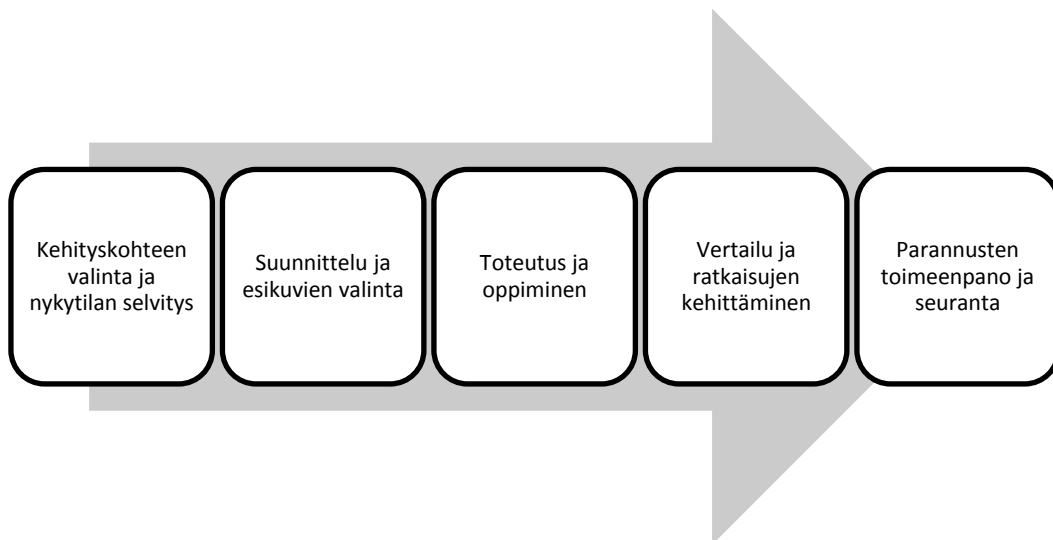 Kehityskohteen
valinta ja
nykytilan selvitys
Suunnittelu ja
esikuvien valinta
Toteutus ja
oppiminen
Vertailu ja
ratkaisujen
kehittäminen
Parannusten
toimeenpano ja
seuranta